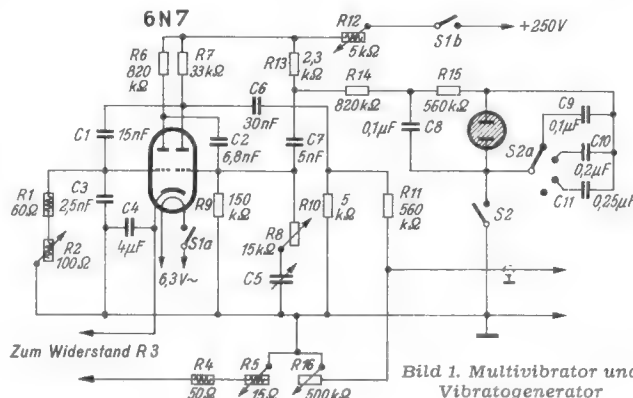 6N7
R6
820
kΩ
R7
33kΩ
R12
5kΩ
S1b
+250V
R13
2,3
kΩ
C6
30nF
R14
820kΩ
R15
560kΩ
C1
15nF
C2
6,8nF
C7
5nF
0,1µF
C8
C9
0,1µF
S2a
C10
0,2µF
C11
0,25µF
R1
60Ω
C3
2,5nF
C4
4µF
R9
150
kΩ
R8
15kΩ
R10
5
kΩ
R11
560
kΩ
S2
R2
100Ω
S1a
6,3V~
C5
Zum Widerstand R3
R4
50Ω
R5
15Ω
R16
500kΩ
Bild 1. Multivibrator und
Vibratogenerator